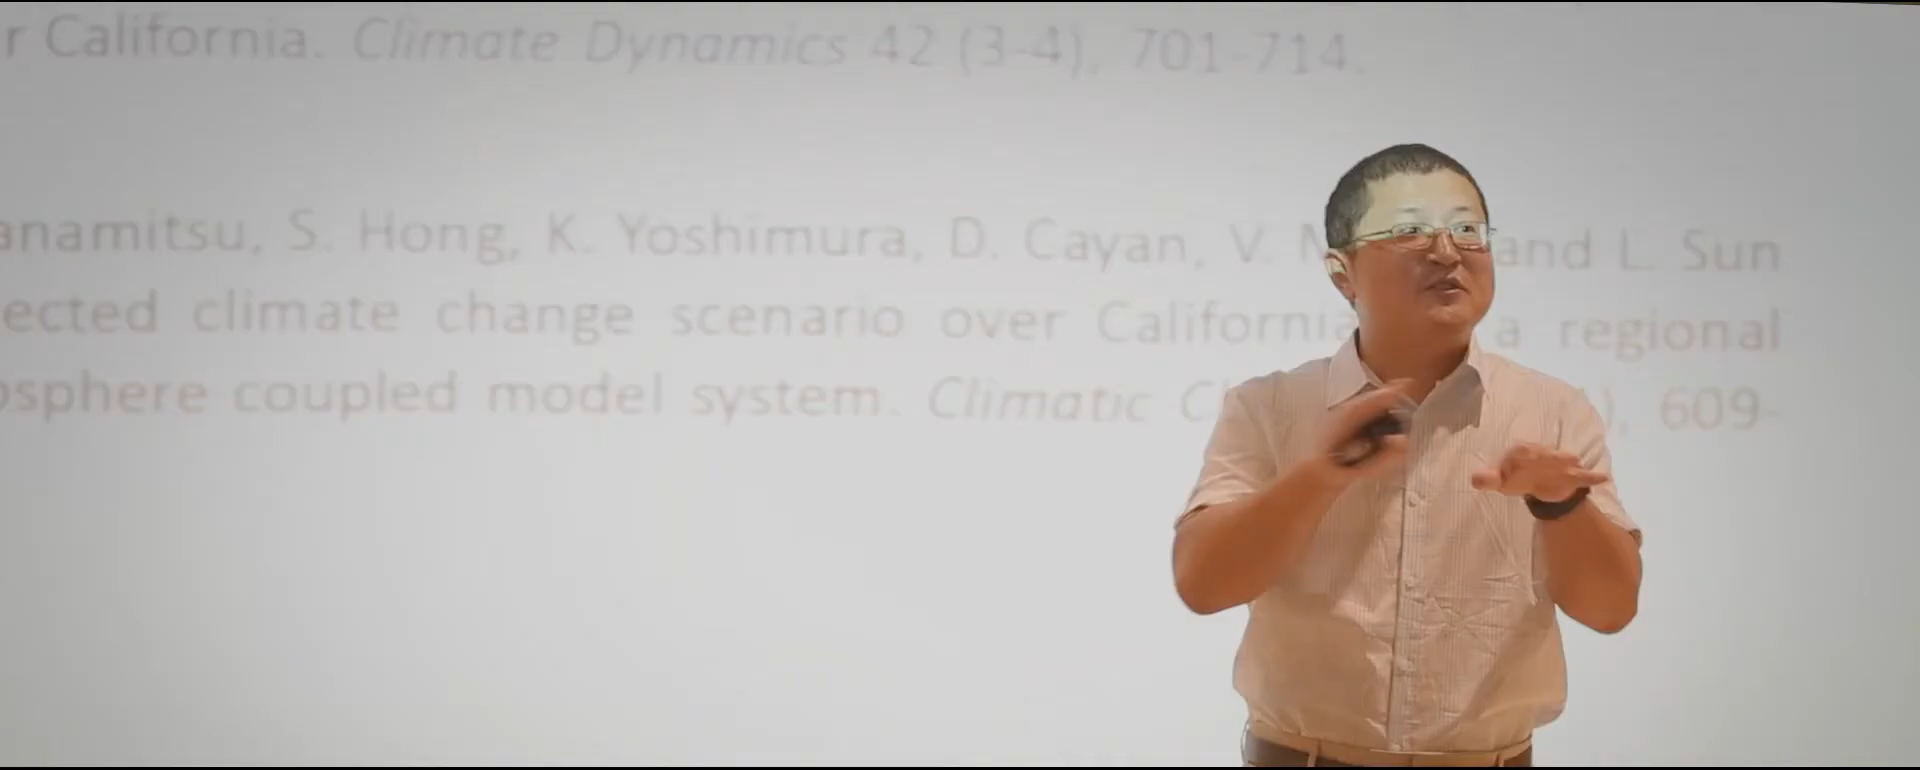 r California. Climate Dynamics 42 (3-4), 701-714.
anamitsu, S. Hong, K. Yoshimura, D. Cayan, V. and L. Sun
ected climate change scenario over California a regional
osphere coupled model system. Climatic ), 609-